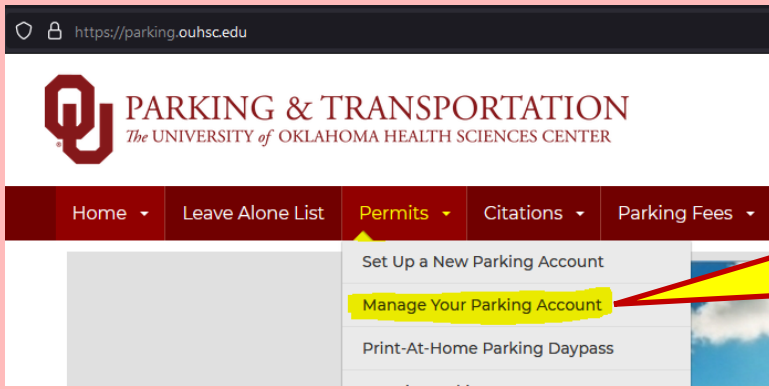 https://parking.ouhsc.edu
OU
PARKING & TRANSPORTATION
The UNIVERSITY of OKLAHOMA HEALTH SCIENCES CENTER
Home Leave Alone List Permits Citations Parking Fees
Set Up a New Parking Account
Manage Your Parking Account
Print-At-Home Parking Daypass